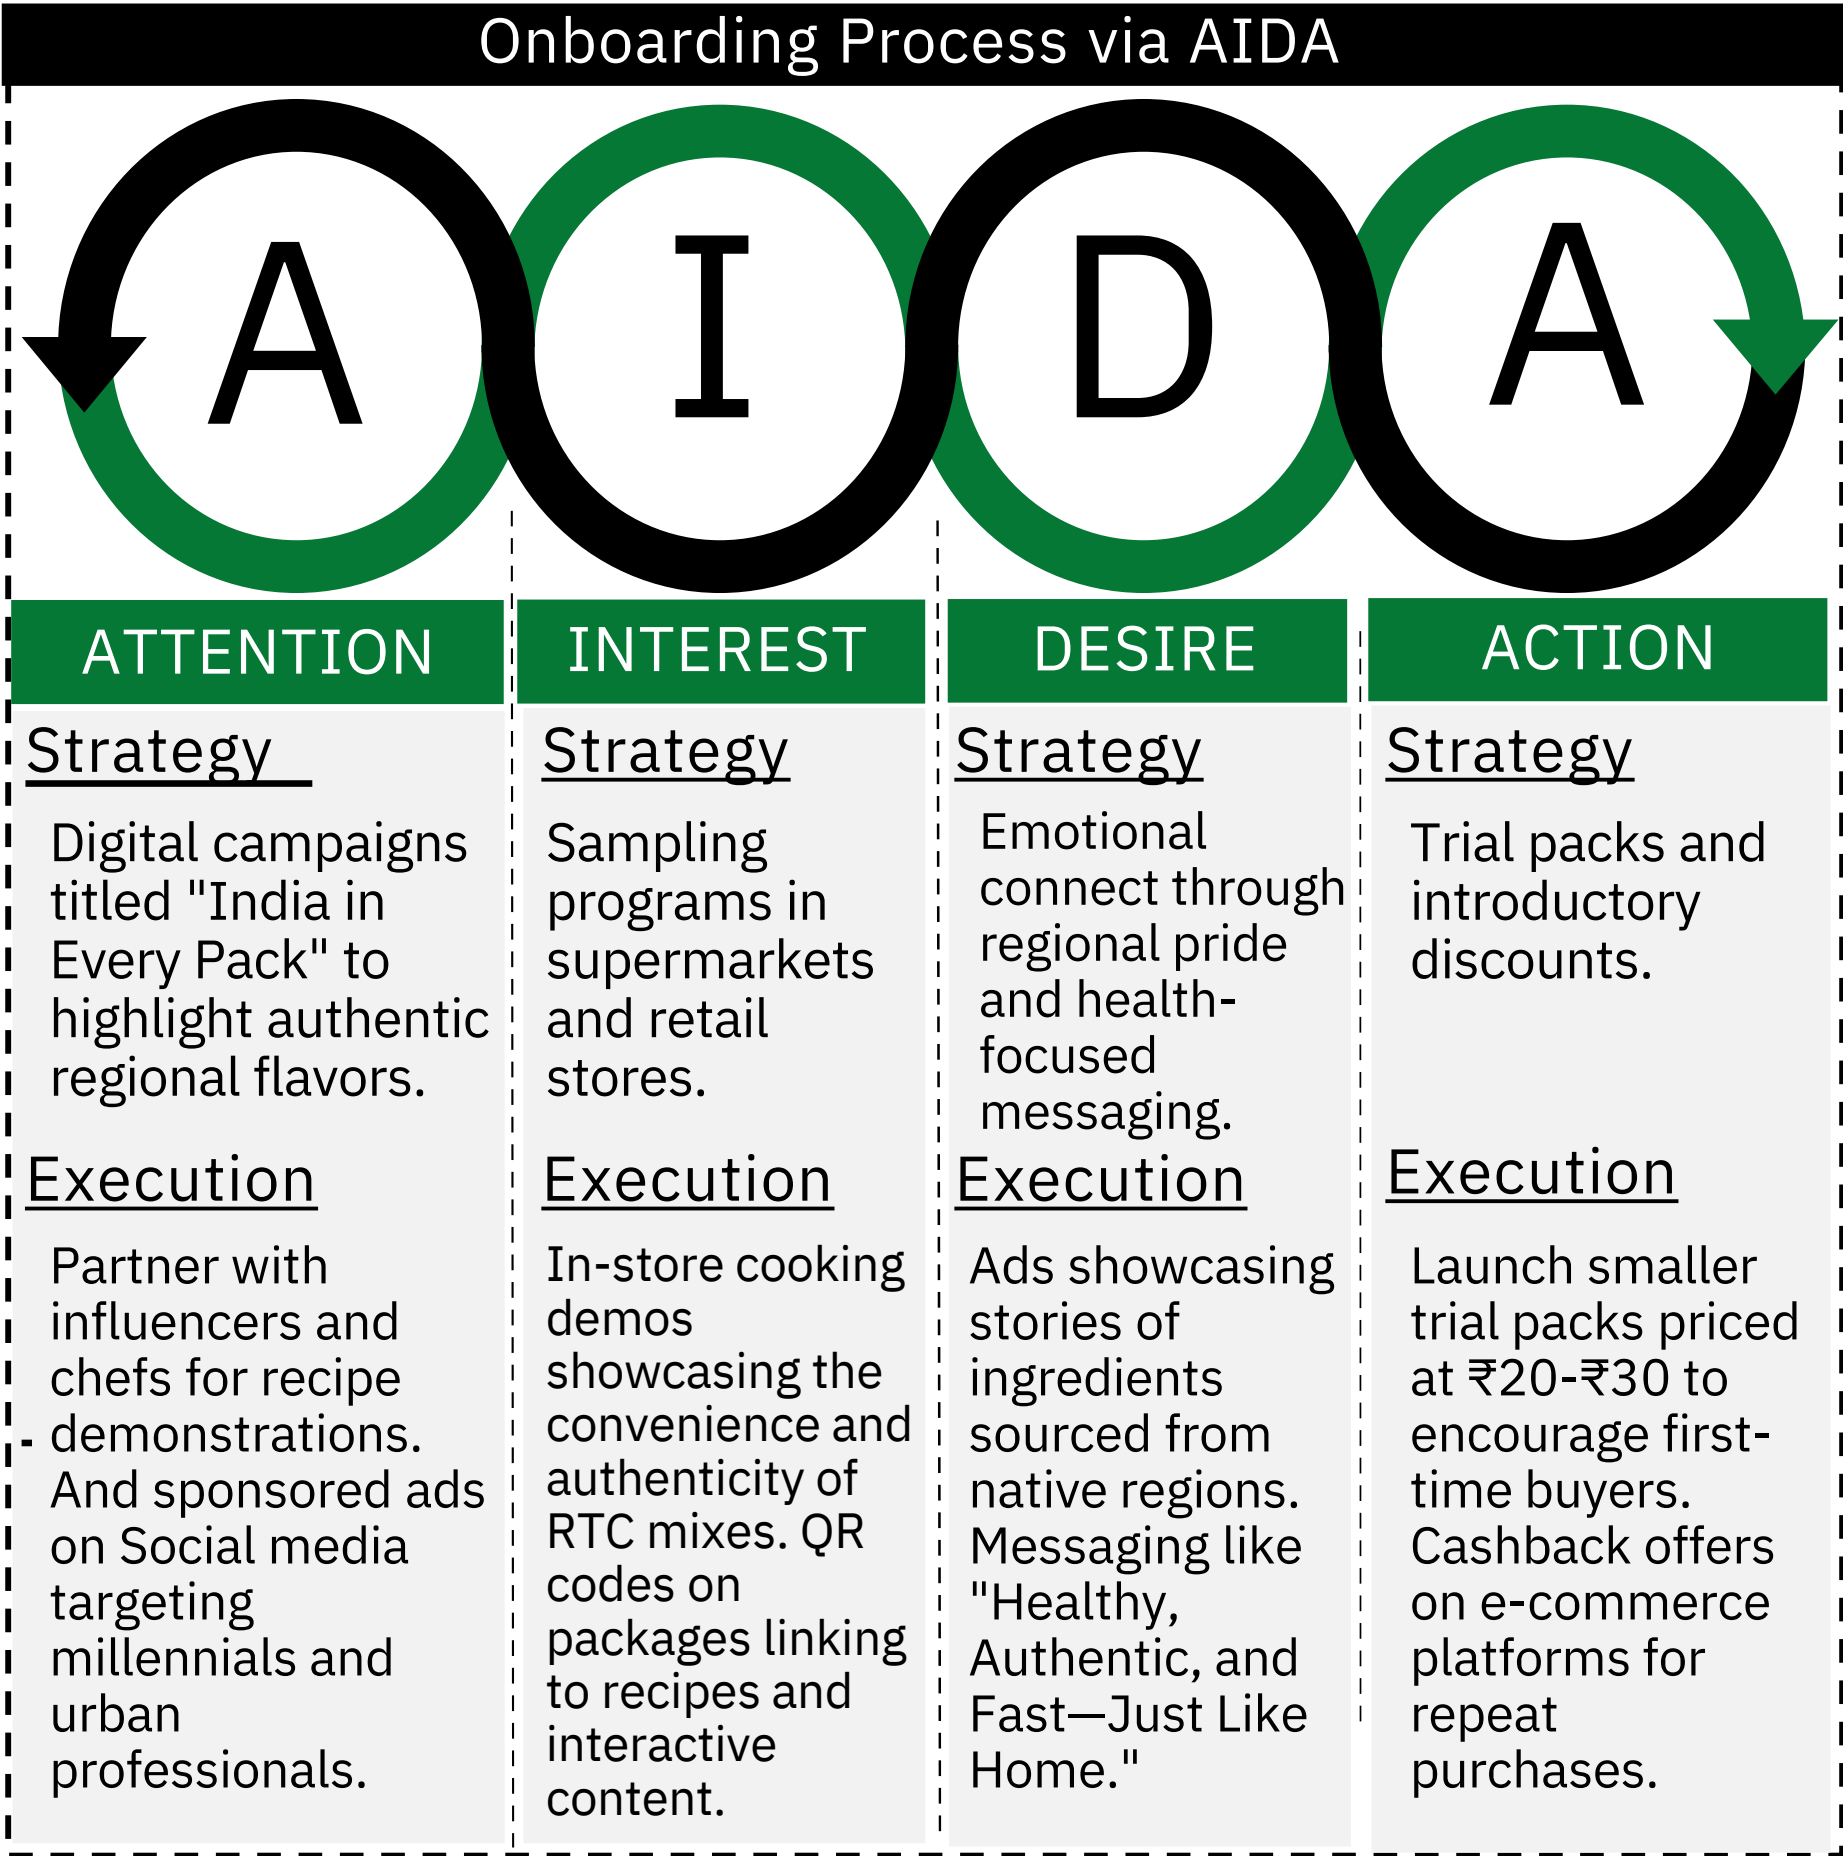 Onboarding Process via AIDA
A
I
D
A
ATTENTION
Strategy
Digital campaigns
titled "India in
Every Pack" to
highlight authentic
regional flavors.
Execution
Partner with
influencers and
chefs for recipe
- demonstrations.
And sponsored ads
on Social media
targeting
millennials and
urban
professionals.
INTEREST
Strategy
Sampling
programs in
supermarkets
and retail
stores.
Execution
In-store cooking
demos
showcasing the
convenience and
authenticity of
RTC mixes. QR
codes on
packages linking
to recipes and
interactive
content.
DESIRE
Strategy
Emotional
connect through
regional pride
and health-
focused
messaging.
Execution
Ads showcasing
stories of
ingredients
sourced from
native regions.
Messaging like
"Healthy,
Authentic, and
Fast—Just Like
Home."
ACTION
Strategy
Trial packs and
introductory
discounts.
Execution
Launch smaller
trial packs priced
at ₹20-₹30 to
encourage first-
time buyers.
Cashback offers
on e-commerce
platforms for
repeat
purchases.